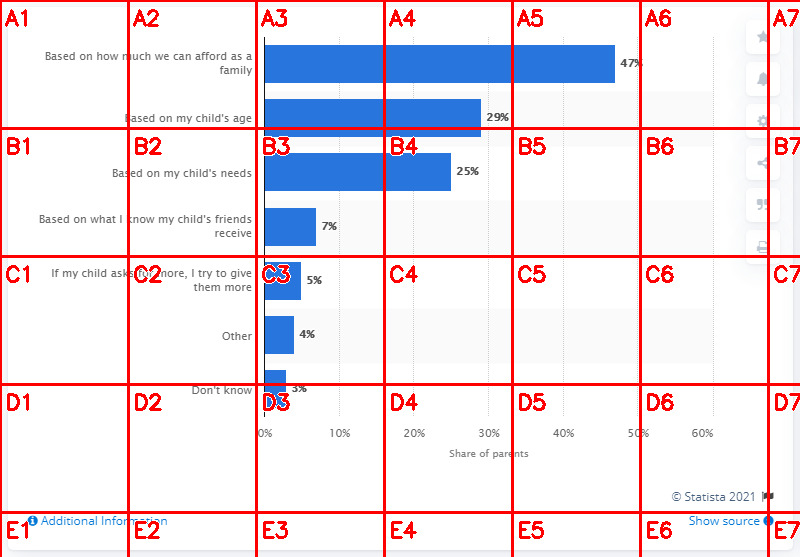 A1 A2 A3 A4 A5 A6 A7
Based on how much we can afford as a
family
47%
Based on my child's age
29%
B1 B2 B3 B4 B5 B6 B7
Based on my child's needs
25%
Based on what I know my child's friends
receive
7%
C1 C2 C3 C4 C5 C6 C7
If my child asks for more, I try to give
them more
5%
Other
4%
Don't know
3%
D1 D2 D3 D4 D5 D6 D7
0% 10% 20% 30% 40% 50% 60%
Share of parents
© Statista 2021
Additional Information
Show source
E1 E2 E3 E4 E5 E6 E7